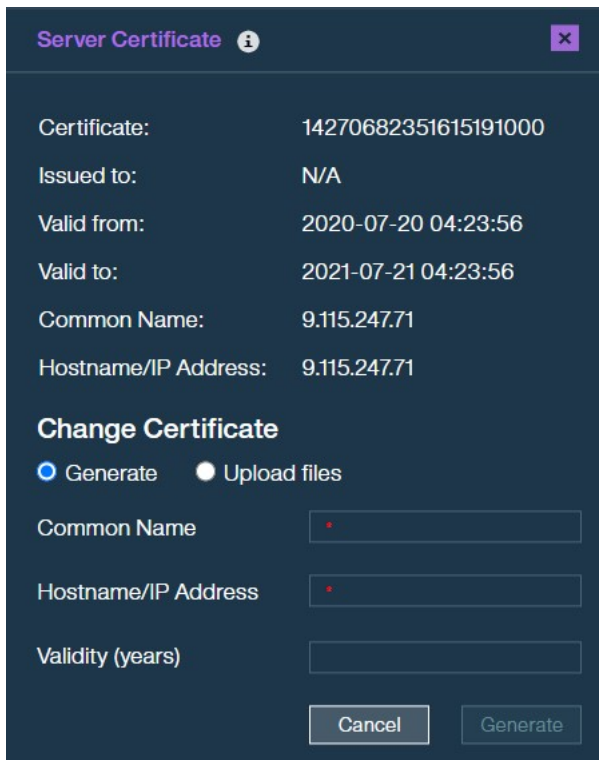 Server Certificate i
Certificate: 14270682351615191000
Issued to: N/A
Valid from: 2020-07-20 04:23:56
Valid to: 2021-07-21 04:23:56
Common Name: 9.115.247.71
Hostname/IP Address: 9.115.247.71
Change Certificate
Generate Upload files
Common Name *
Hostname/IP Address *
Validity (years)
Cancel Generate